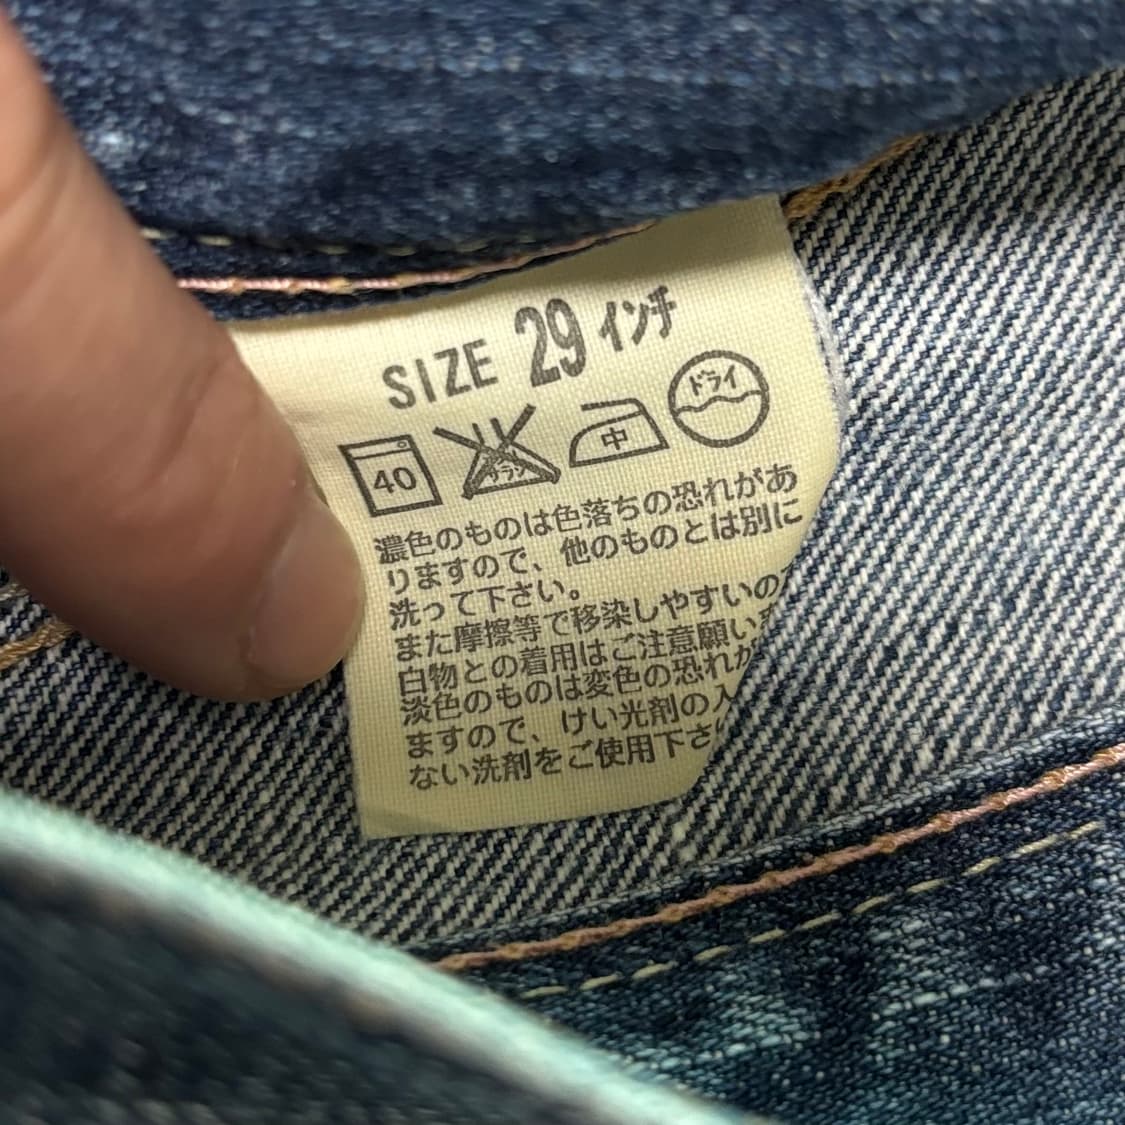 SIZE 29 インチ
40 中 ドライ
濃色のものは色落ちの恐れがあ
りますので、他のものとは別に
洗って下さい。
また摩擦等で移染しやすいの
白物との着用はご注意願いま
淡色のものは変色の恐れが
ますので、けい光剤の入
ない洗剤をご使用下さい